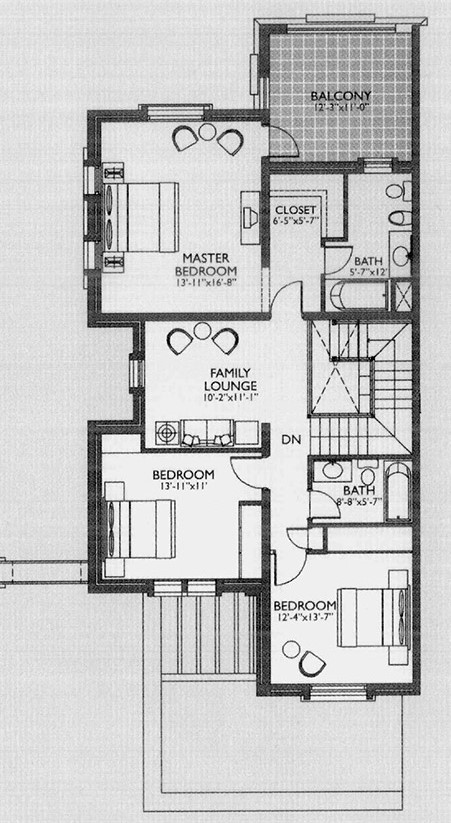 BALCONY
12'-3"x11'-0"
CLOSET
6'-5"x5'-7"
MASTER
BEDROOM
13'-11"x16'-8"
BATH
5'-7"x12'
FAMILY
LOUNGE
10'-2"x11'-1"
DN
BEDROOM
13'-11"x11'
BATH
8'-8"x5'-7"
BEDROOM
12'-4"x13'-7"